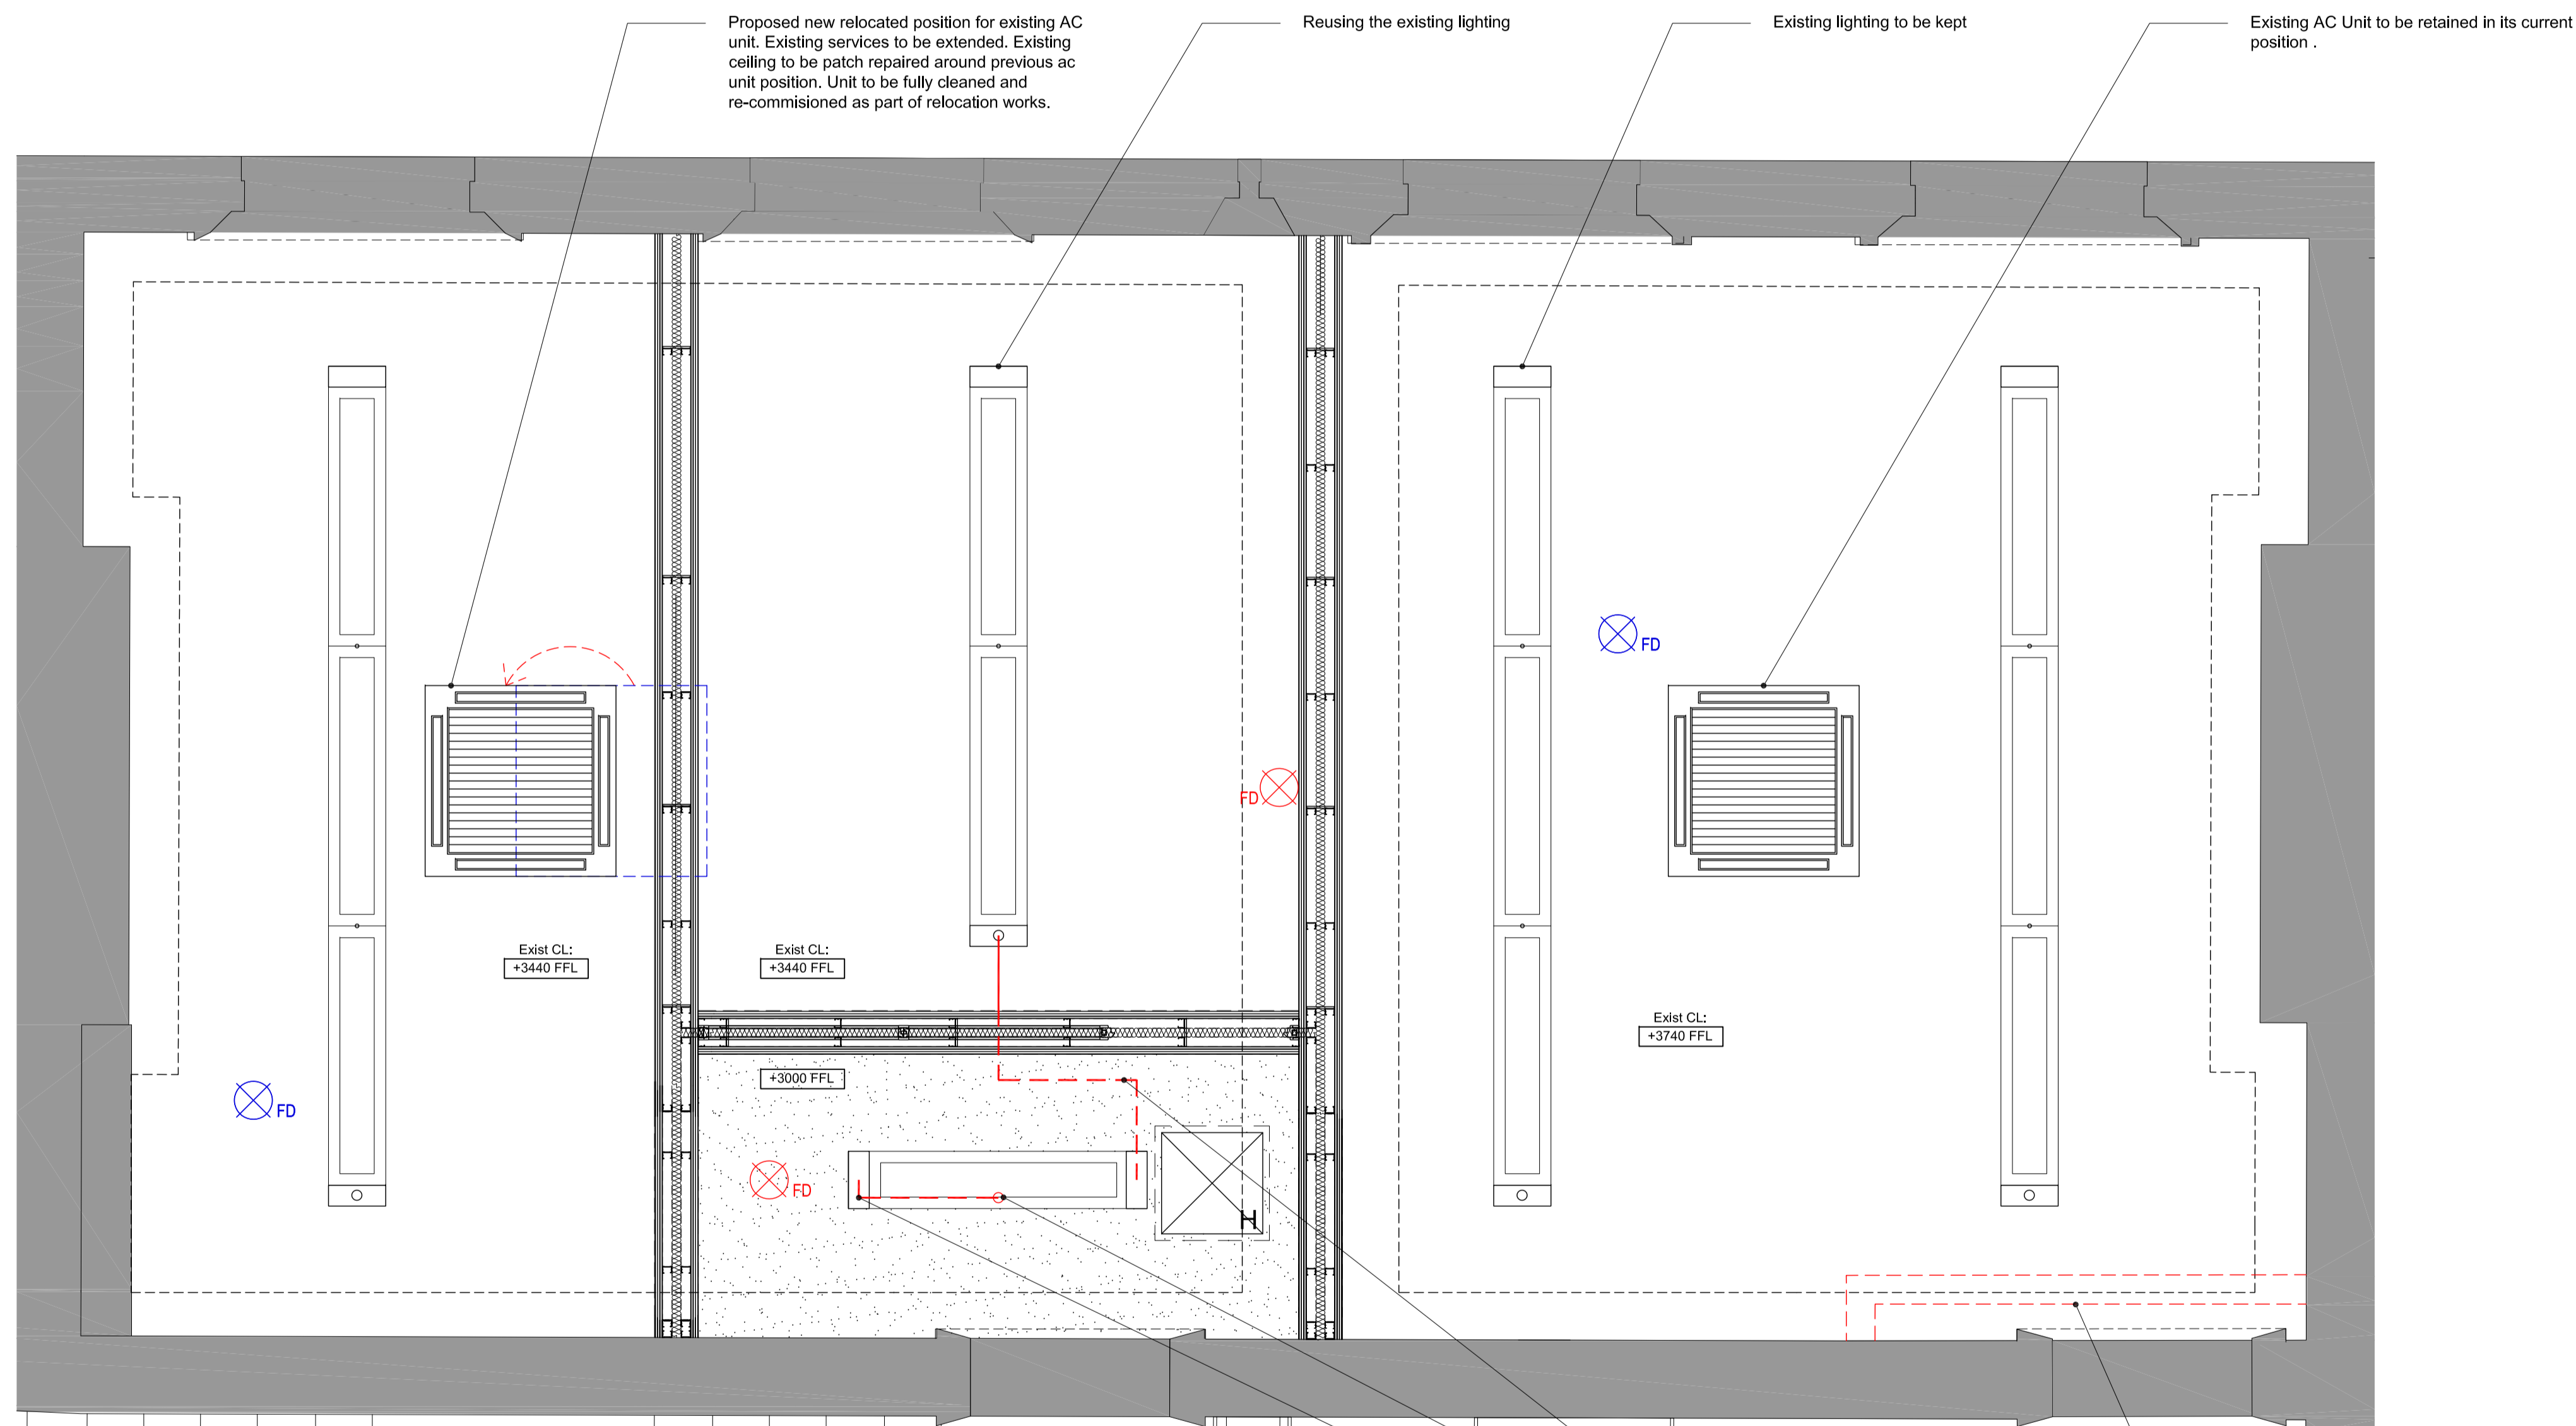 Proposed new relocated position for existing AC
unit. Existing services to be extended. Existing
ceiling to be patch repaired around previous ac
unit position. Unit to be fully cleaned and
re-commisioned as part of relocation works.
Reusing the existing lighting
Existing lighting to be kept
Existing AC Unit to be retained in its current
position .
FD
FD
Exist CL:
+3440 FFL
Exist CL:
+3440 FFL
Exist CL:
+3740 FFL
+3000 FFL
FD
FD
H